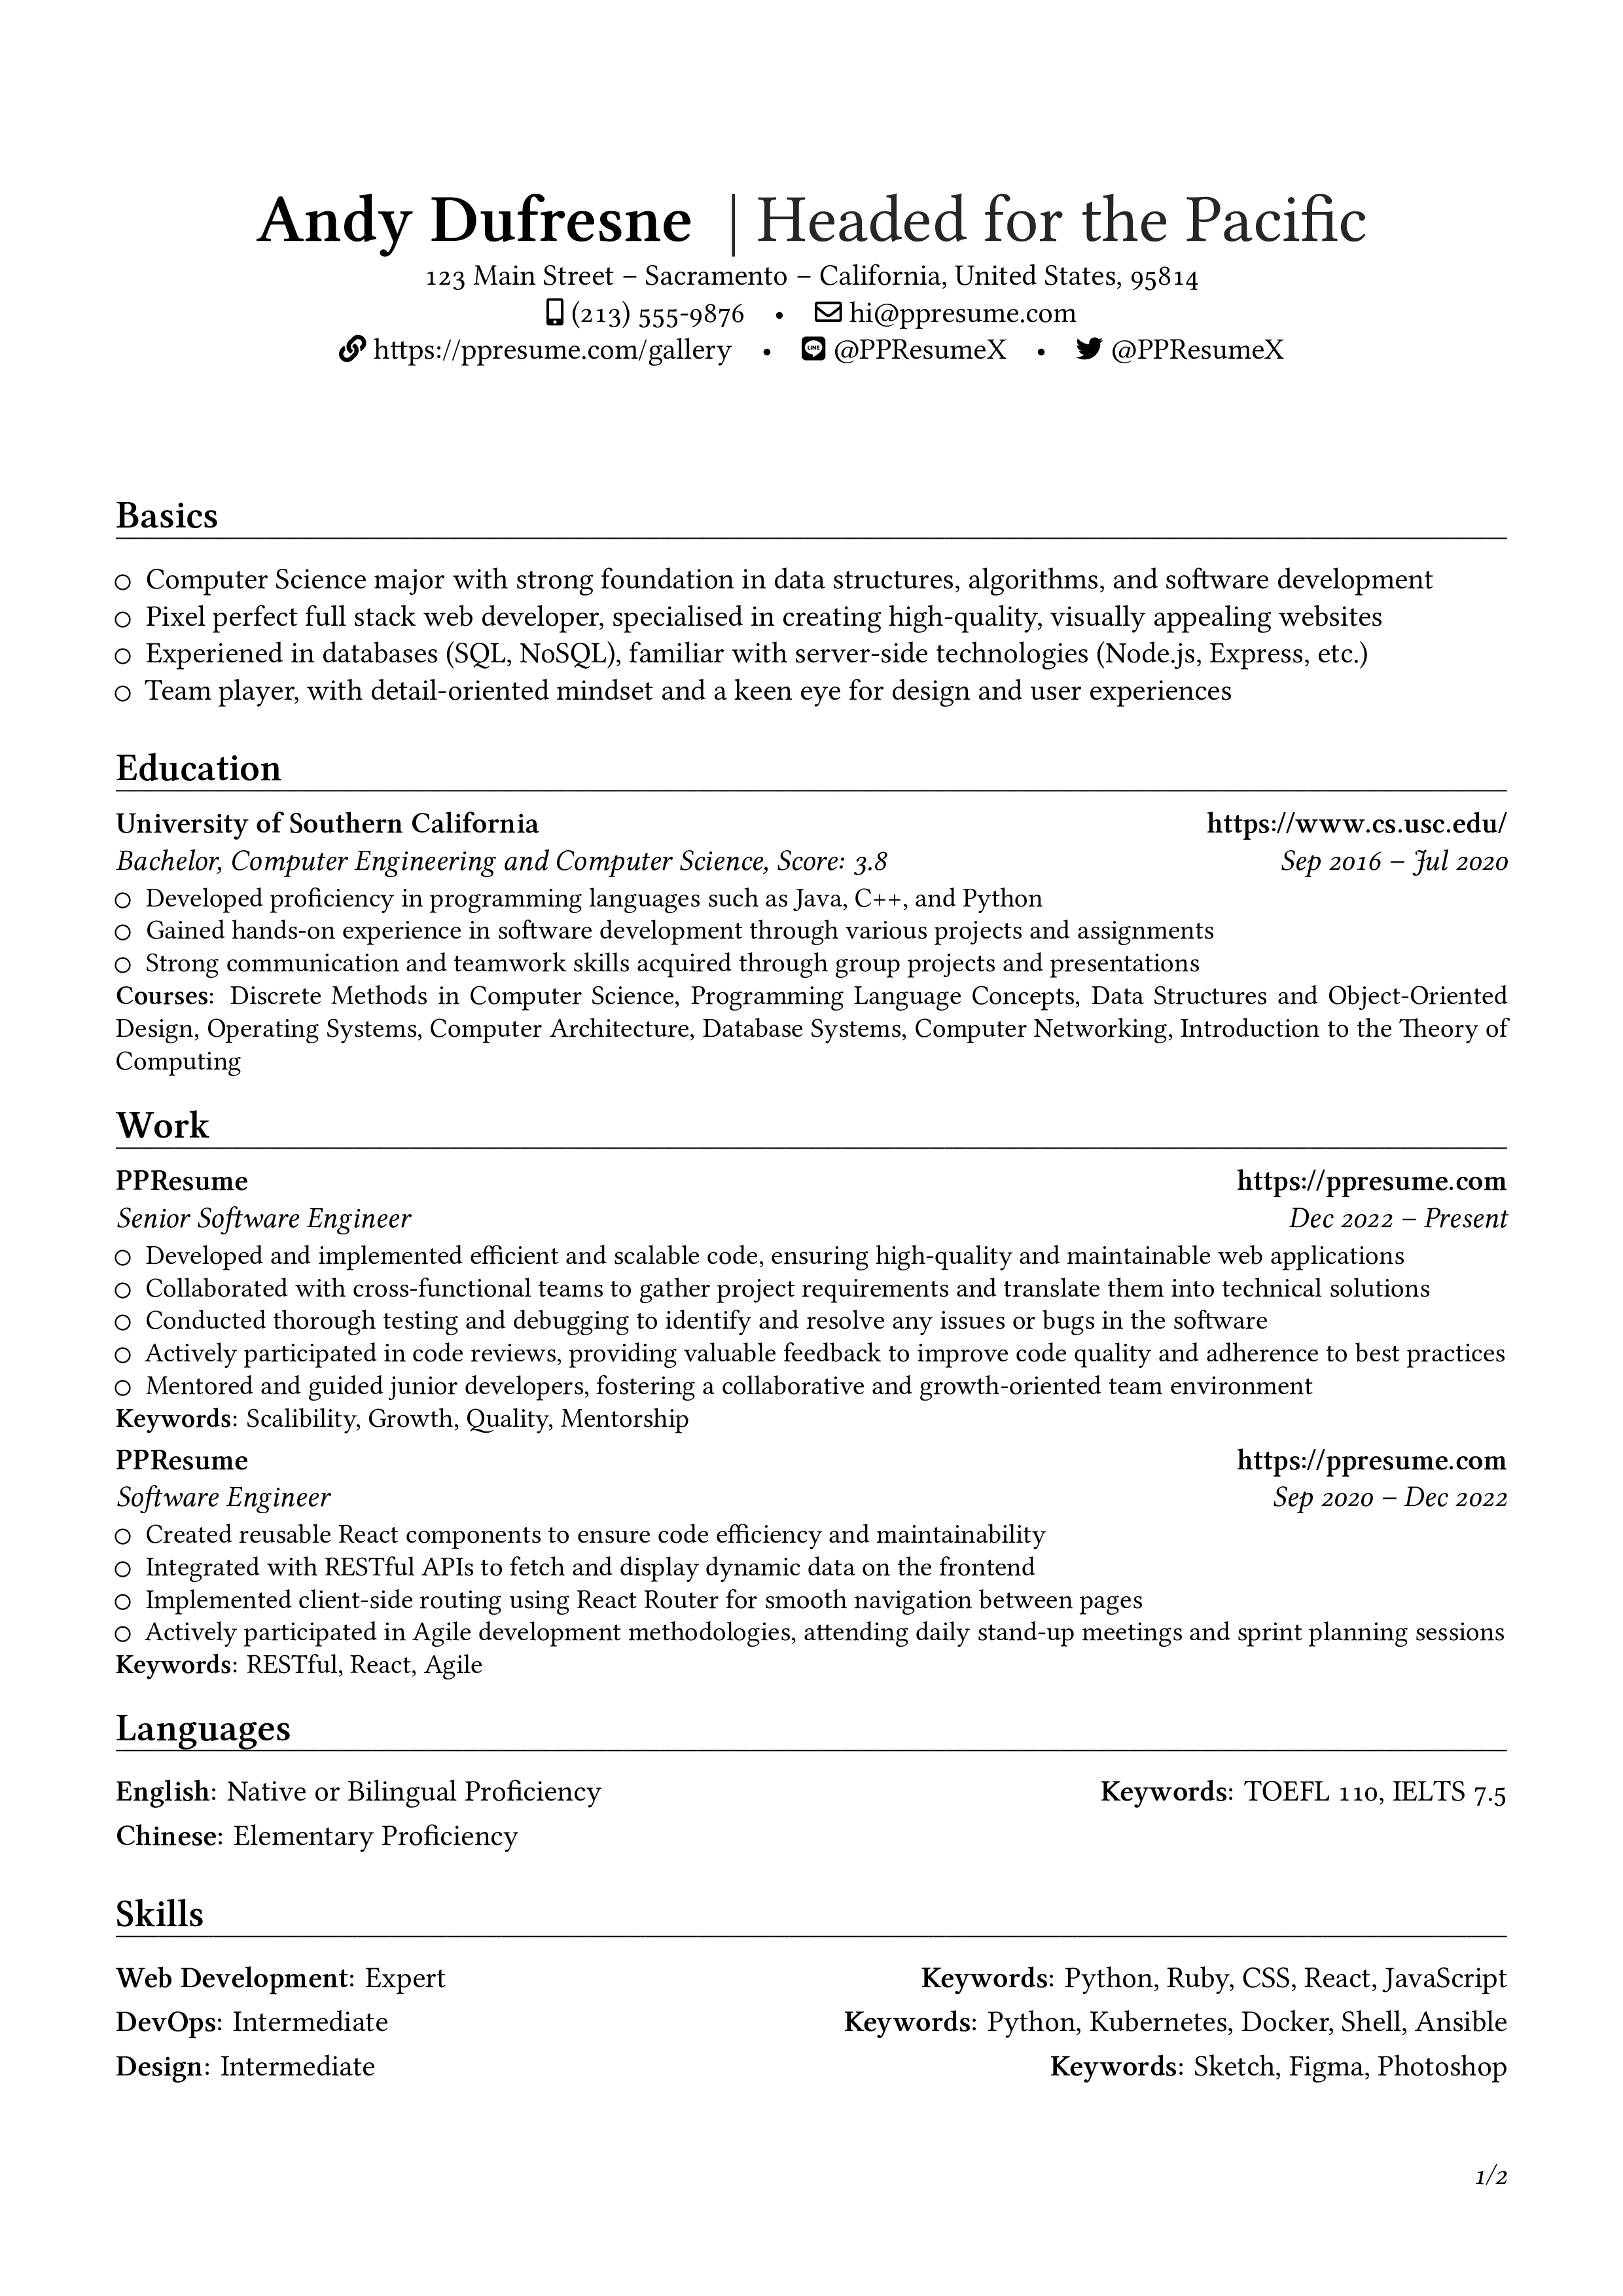 Andy Dufresne | Headed for the Pacific
123 Main Street – Sacramento – California, United States, 95814
(213) 555-9876 • hi@ppresume.com
https://ppresume.com/gallery • LINE @PPResumeX • @PPResumeX
Basics
○ Computer Science major with strong foundation in data structures, algorithms, and software development
○ Pixel perfect full stack web developer, specialised in creating high-quality, visually appealing websites
○ Experiened in databases (SQL, NoSQL), familiar with server-side technologies (Node.js, Express, etc.)
○ Team player, with detail-oriented mindset and a keen eye for design and user experiences
Education
University of Southern California https://www.cs.usc.edu/
Bachelor, Computer Engineering and Computer Science, Score: 3.8 Sep 2016 – Jul 2020
○ Developed proficiency in programming languages such as Java, C++, and Python
○ Gained hands-on experience in software development through various projects and assignments
○ Strong communication and teamwork skills acquired through group projects and presentations
Courses: Discrete Methods in Computer Science, Programming Language Concepts, Data Structures and Object-Oriented
Design, Operating Systems, Computer Architecture, Database Systems, Computer Networking, Introduction to the Theory of
Computing
Work
PPResume https://ppresume.com
Senior Software Engineer Dec 2022 – Present
○ Developed and implemented efficient and scalable code, ensuring high-quality and maintainable web applications
○ Collaborated with cross-functional teams to gather project requirements and translate them into technical solutions
○ Conducted thorough testing and debugging to identify and resolve any issues or bugs in the software
○ Actively participated in code reviews, providing valuable feedback to improve code quality and adherence to best practices
○ Mentored and guided junior developers, fostering a collaborative and growth-oriented team environment
Keywords: Scalibility, Growth, Quality, Mentorship
PPResume https://ppresume.com
Software Engineer Sep 2020 – Dec 2022
○ Created reusable React components to ensure code efficiency and maintainability
○ Integrated with RESTful APIs to fetch and display dynamic data on the frontend
○ Implemented client-side routing using React Router for smooth navigation between pages
○ Actively participated in Agile development methodologies, attending daily stand-up meetings and sprint planning sessions
Keywords: RESTful, React, Agile
Languages
English: Native or Bilingual Proficiency Keywords: TOEFL 110, IELTS 7.5
Chinese: Elementary Proficiency
Skills
Web Development: Expert Keywords: Python, Ruby, CSS, React, JavaScript
DevOps: Intermediate Keywords: Python, Kubernetes, Docker, Shell, Ansible
Design: Intermediate Keywords: Sketch, Figma, Photoshop
1/2